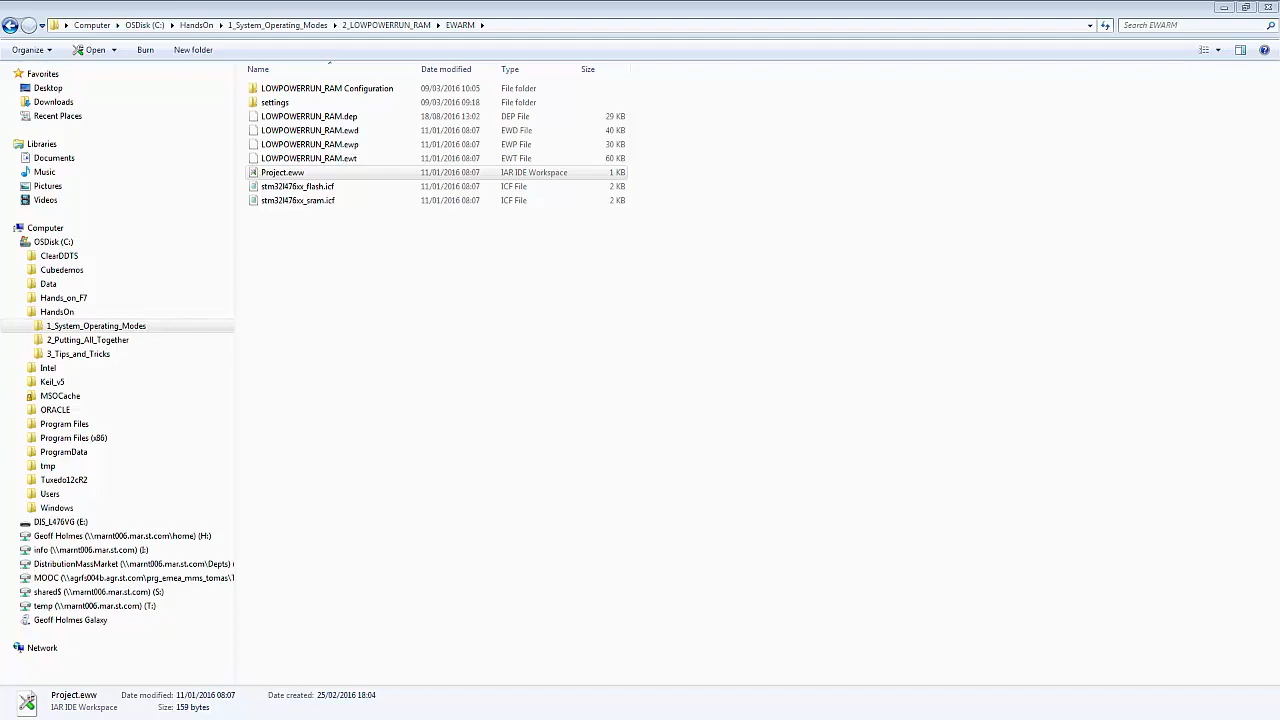 Computer OSDisk (C:) HandsOn 1_System_Operating_Modes 2_LOWPOWERRUN_RAM EWARM Search EWARM
Organize Open Burn New folder
Name Date modified Type Size
LOWPOWERRUN_RAM Configuration 09/03/2016 10:05 File folder
settings 09/03/2016 09:18 File folder
LOWPOWERRUN_RAM.dep 18/08/2016 13:02 DEP File 29 KB
LOWPOWERRUN_RAM.ewd 11/01/2016 08:07 EWD File 40 KB
LOWPOWERRUN_RAM.ewp 11/01/2016 08:07 EWP File 30 KB
LOWPOWERRUN_RAM.ewt 11/01/2016 08:07 EWT File 60 KB
Project.eww 11/01/2016 08:07 IAR IDE Workspace 1 KB
stm32l476xx_flash.icf 11/01/2016 08:07 ICF File 2 KB
stm32l476xx_sram.icf 11/01/2016 08:07 ICF File 2 KB
Favorites
Desktop
Downloads
Recent Places
Libraries
Documents
Music
Pictures
Videos
Computer
OSDisk (C:)
ClearDDTS
Cubedemos
Data
Hands_on_F7
HandsOn
1_System_Operating_Modes
2_Putting_All_Together
3_Tips_and_Tricks
Intel
Keil_v5
MSOCache
ORACLE
Program Files
Program Files (x86)
ProgramData
tmp
Tuxedo12cR2
Users
Windows
DIS_L476VG (E:)
Geoff Holmes (\\marnt006.mar.st.com\home) (H:)
info (\\marnt006.mar.st.com) (I:)
DistributionMassMarket (\\marnt006.mar.st.com\Depts) (
MOOC (\\agrfs004b.agr.st.com\prg_emea_mms_tomas\T
shared$ (\\marnt006.mar.st.com) (S:)
temp (\\marnt006.mar.st.com) (T:)
Geoff Holmes Galaxy
Network
Project.eww Date modified: 11/01/2016 08:07 Date created: 25/02/2016 18:04
IAR IDE Workspace Size: 159 bytes